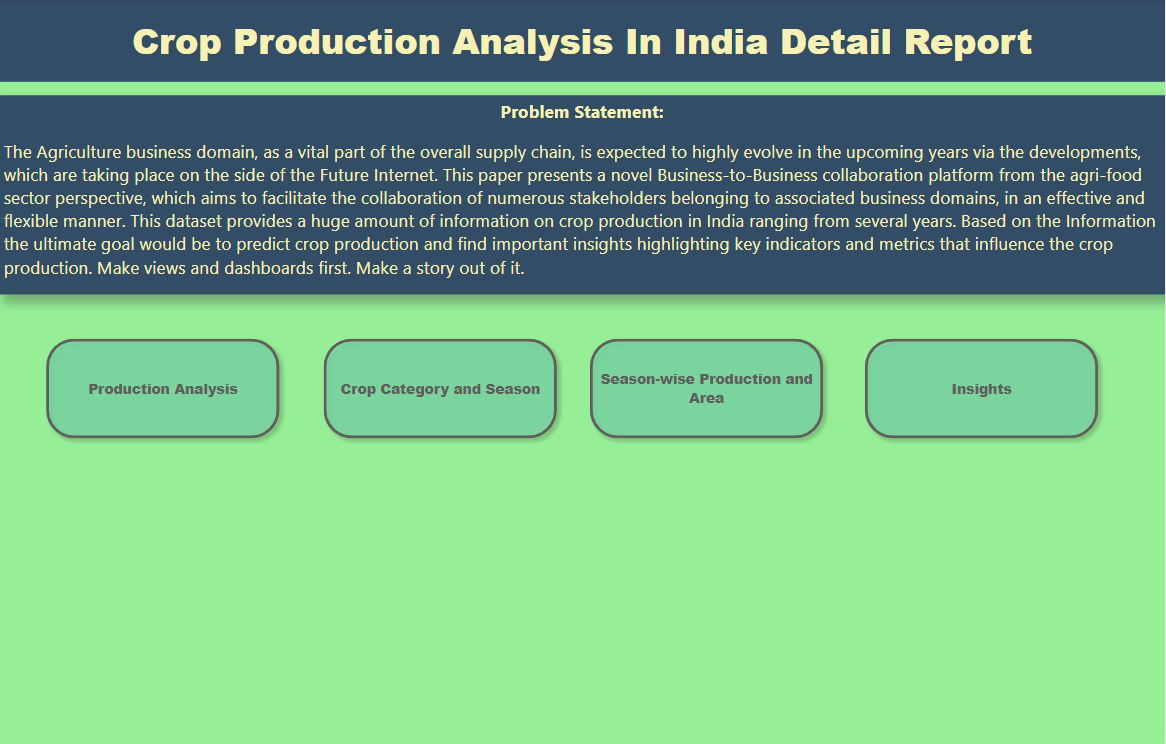 Crop Production Analysis In India Detail Report
Problem Statement:
The Agriculture business domain, as a vital part of the overall supply chain, is expected to highly evolve in the upcoming years via the developments,
which are taking place on the side of the Future Internet. This paper presents a novel Business-to-Business collaboration platform from the agri-food
sector perspective, which aims to facilitate the collaboration of numerous stakeholders belonging to associated business domains, in an effective and
flexible manner. This dataset provides a huge amount of information on crop production in India ranging from several years. Based on the Information
the ultimate goal would be to predict crop production and find important insights highlighting key indicators and metrics that influence the crop
production. Make views and dashboards first. Make a story out of it.
Production Analysis
Crop Category and Season
Season-wise Production and
Area
Insights